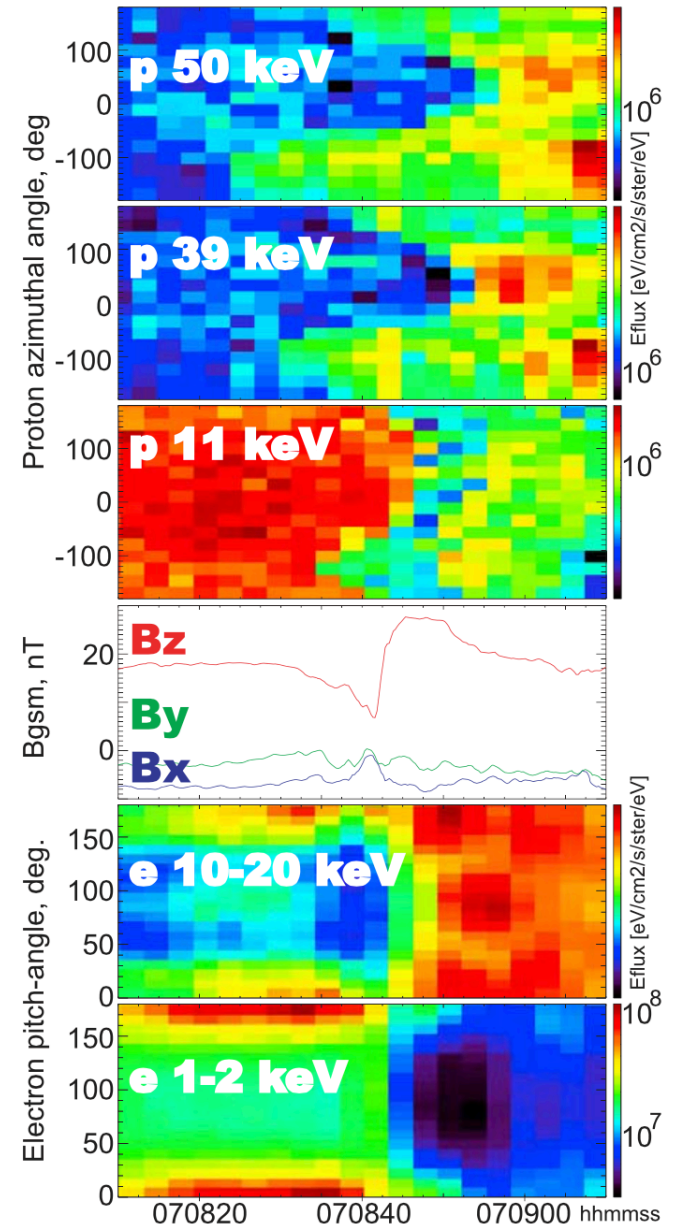 Proton azimuthal angle, deg
100
0
-100
p 50 keV
10^6
Eflux [eV/cm2/s/ster/eV]
100
0
-100
p 39 keV
10^6
100
0
-100
p 11 keV
10^6
Bgsm, nT
20
0
Bz
By
Bx
Electron pitch-angle, deg.
150
100
50
0
e 10-20 keV
Eflux [eV/cm2/s/ster/eV]
10^8
150
100
50
0
e 1-2 keV
10^7
070820 070840 070900 hhmmss